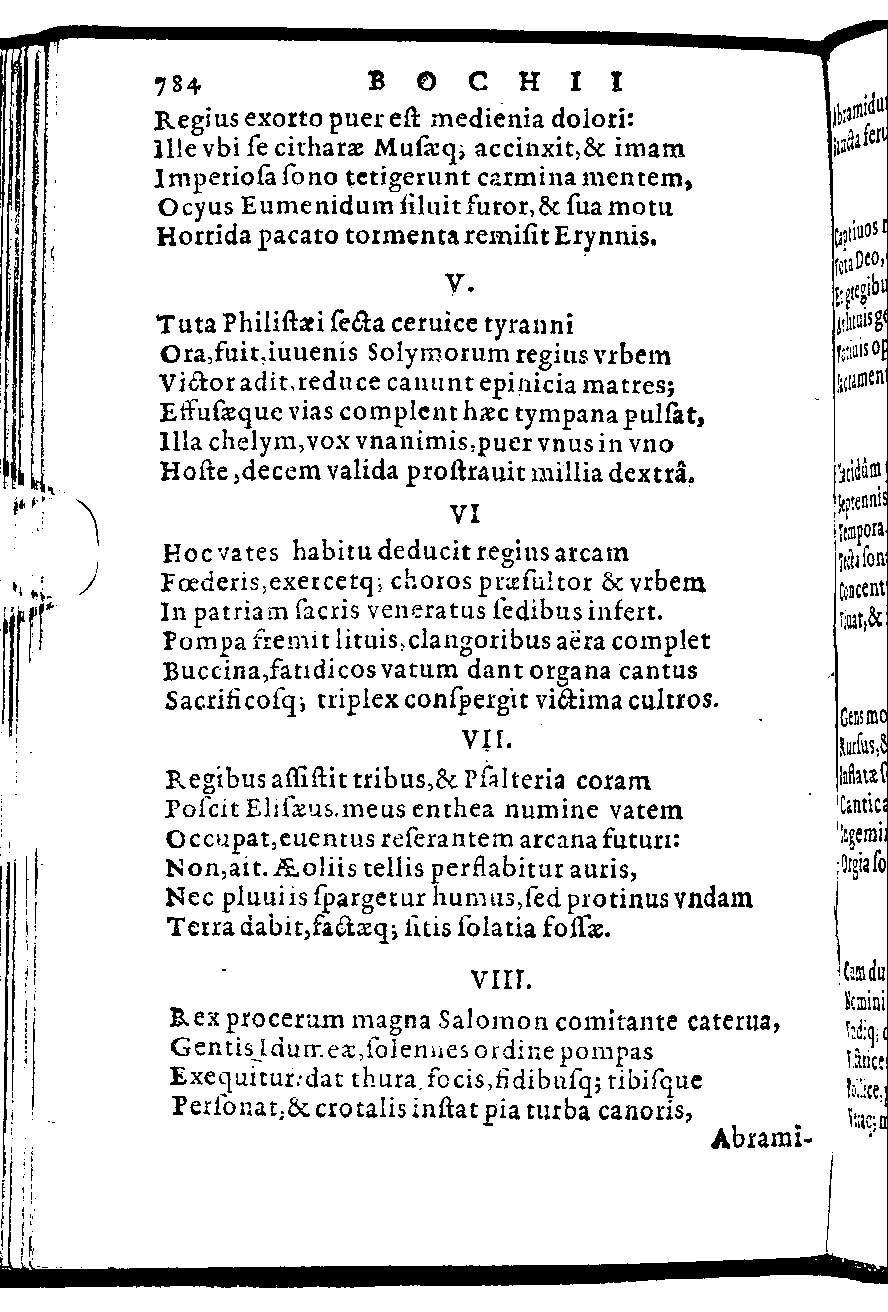 784 BOCHII
Regius exorto puer eſt medienia dolori:
Ille vbi ſe citharæ Muſæq; accinxit,& imam
Imperioſa ſono tetigerunt carmina mentem,
Ocyus Eumenidum ſiluit furor,& ſua motu
Horrida pacato tormenta remiſit Erynnis.
V.
Tuta Philiſtæi ſecta ceruice tyranni
Ora,fuit,iuuenis Solymorum regius vrbem
Victor adit,reduce canunt epinicia matres;
Effuſæque vias complent hæc tympana pulſat,
Illa chelym,vox vnanimis,puer vnus in vno
Hoſte,decem valida proſtrauit millia dextrâ.
VI
Hoc vates habitu deducit regius arcam
Fœderis,exercetq; choros præſultor & vrbem
In patriam ſacris veneratus ſedibus infert.
Pompa fremit lituis,clangoribus aëra complet
Buccina,fatidicos vatum dant organa cantus
Sacrificoſq; triplex conſpergit victima cultros.
VII.
Regibus aſſiſtit tribus,& Pſalteria coram
Poſcit Eliſæus,meus enthea numine vatem
Occupat,euentus reſerantem arcana futuri:
Non,ait. Æoliis tellis perflabitur auris,
Nec pluuiis ſpargetur humus,ſed protinus vndam
Terra dabit,factæq; ſitis ſolatia foſſæ.
VIII.
Rex procerum magna Salomon comitante caterua,
Gentis Idumeæ,ſolennes ordine pompas
Exequitur:dat thura focis,fidibuſq; tibiſque
Perſonat,& crotalis inſtat pia turba canoris,
Abrami-